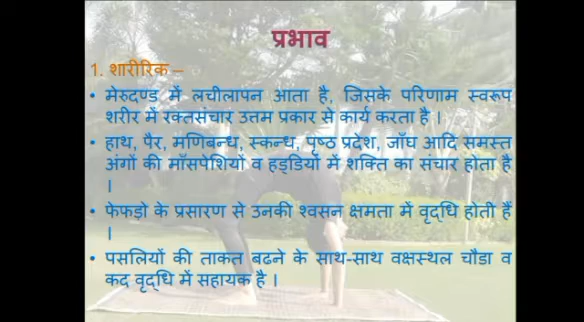 प्रभाव
1. शारीरिक –
• मेरुदण्ड में लचीलापन आता है, जिसके परिणाम स्वरूप
शरीर में रक्तसंचार उतम प्रकार से कार्य करता है ।
• हाथ, पैर, मणिबन्ध, स्कन्ध, पृष्ठ प्रदेश, जाँघ आदि समस्त
अंगों की माँसपेशियों व हड्डियों में शक्ति का संचार होता है
।
• फेफड़ो के प्रसारण से उनकी श्वसन क्षमता में वृद्धि होती हैं
।
• पसलियों की ताकत बढने के साथ-साथ वक्षस्थल चौडा व
कद वृद्धि में सहायक है ।